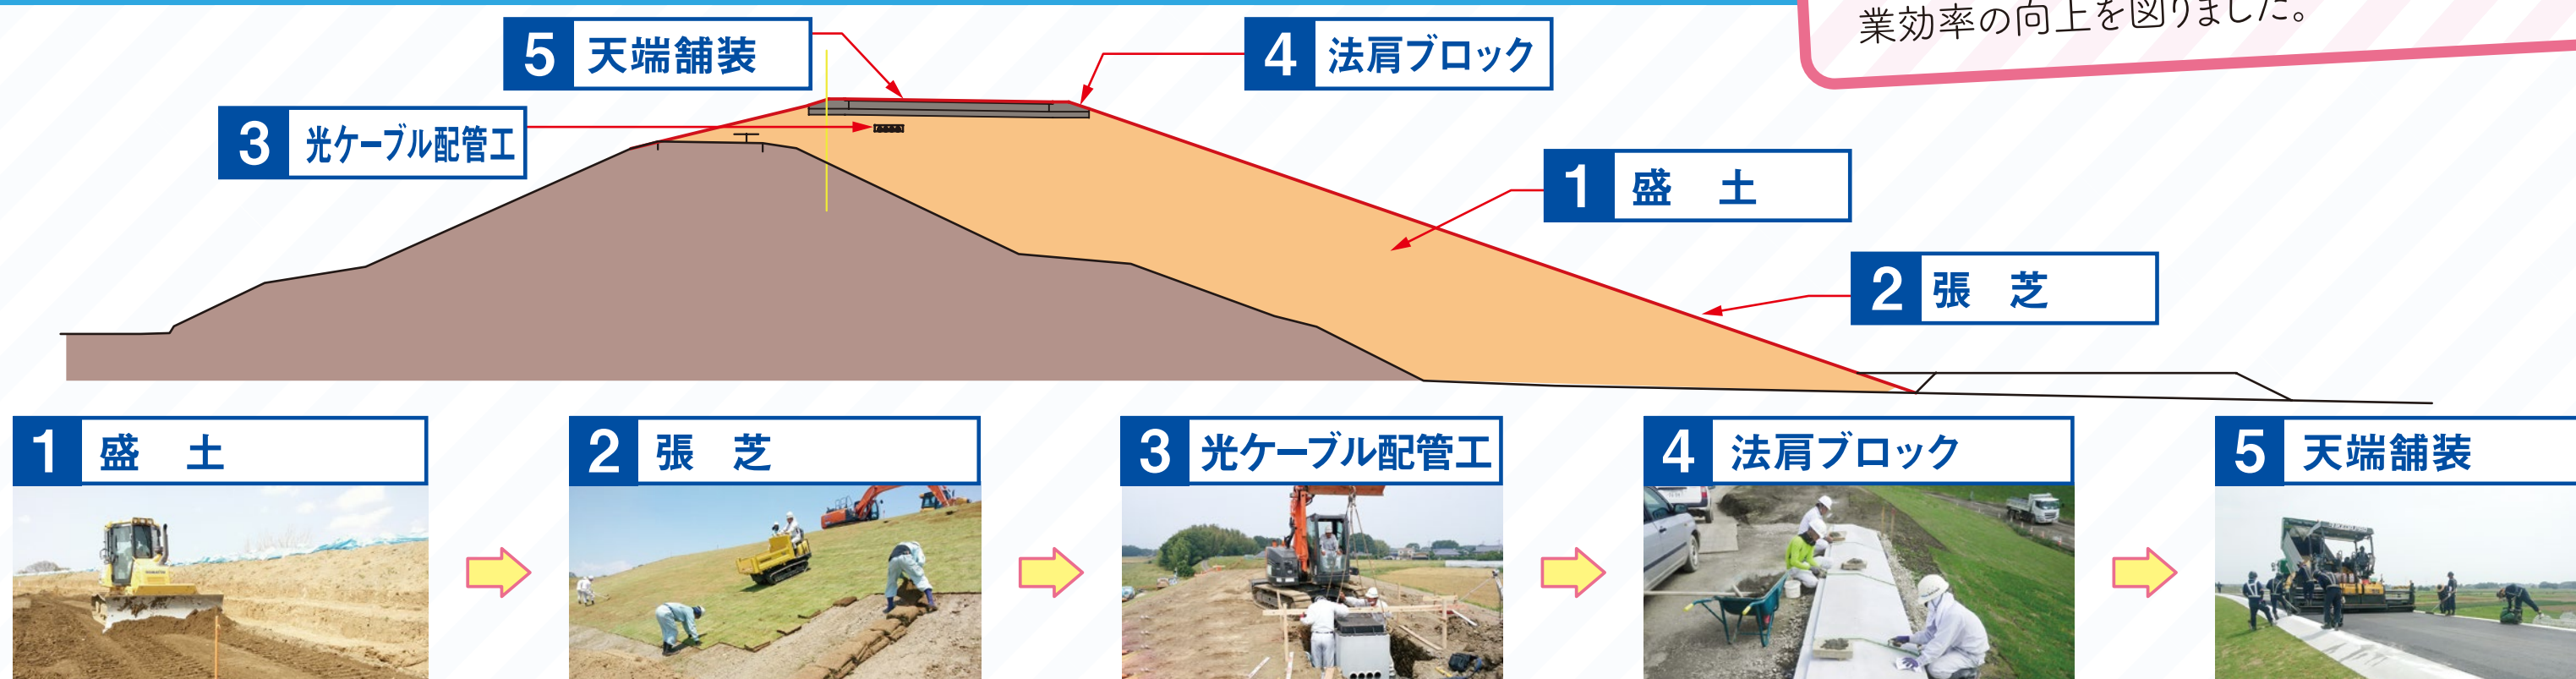 業効率の向上を図りました。
5 天端舗装
4 法肩ブロック
3 光ケーブル配管工
1 盛 土
2 張 芝
1 盛 土
2 張 芝
3 光ケーブル配管工
4 法肩ブロック
5 天端舗装